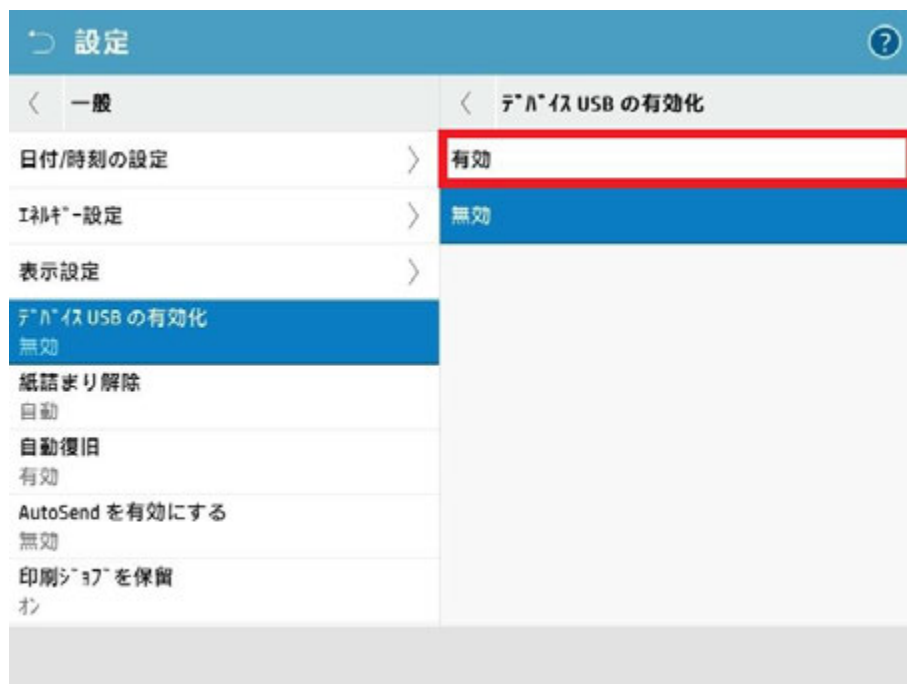 設定
?
一般
ﾃﾞﾊﾞｲｽ USB の有効化
日付/時刻の設定
有効
ｴﾈﾙｷﾞｰ設定
無効
表示設定
ﾃﾞﾊﾞｲｽ USB の有効化
無効
紙詰まり解除
自動
自動復旧
有効
AutoSend を有効にする
無効
印刷ｼﾞｮﾌﾞを保留
ｵﾝ